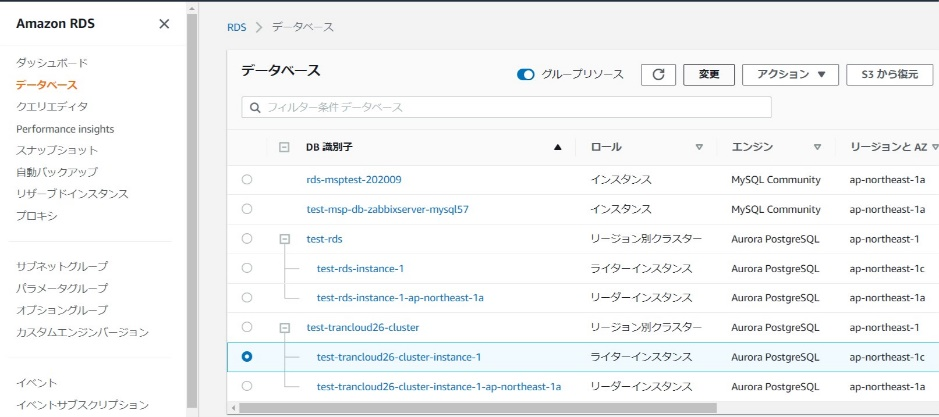 Amazon RDS
ダッシュボード
データベース
クエリエディタ
Performance insights
スナップショット
自動バックアップ
リザーブドインスタンス
プロキシ
サブネットグループ
パラメータグループ
オプショングループ
カスタムエンジンバージョン
イベント
イベントサブスクリプション
RDS > データベース
データベース グループリソース 変更 アクション S3 から復元
フィルター条件 データベース
DB 識別子 ロール エンジン リージョンと AZ
rds-msptest-202009 インスタンス MySQL Community ap-northeast-1a
test-msp-db-zabbixserver-mysql57 インスタンス MySQL Community ap-northeast-1a
test-rds リージョン別クラスター Aurora PostgreSQL ap-northeast-1
test-rds-instance-1 ライターインスタンス Aurora PostgreSQL ap-northeast-1c
test-rds-instance-1-ap-northeast-1a リーダーインスタンス Aurora PostgreSQL ap-northeast-1a
test-trancloud26-cluster リージョン別クラスター Aurora PostgreSQL ap-northeast-1
test-trancloud26-cluster-instance-1 ライターインスタンス Aurora PostgreSQL ap-northeast-1c
test-trancloud26-cluster-instance-1-ap-northeast-1a リーダーインスタンス Aurora PostgreSQL ap-northeast-1a